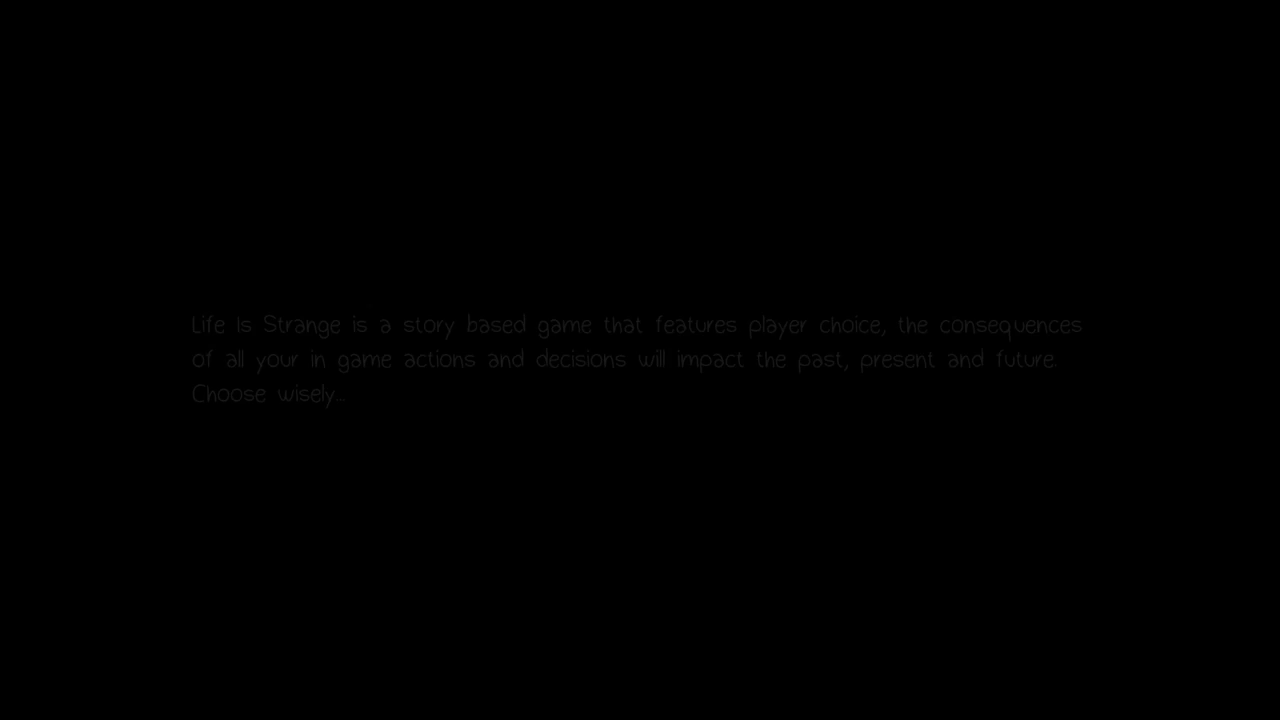 Life Is Strange is a story based game that features player choice, the consequences
of all your in game actions and decisions will impact the past, present and future.
Choose wisely...